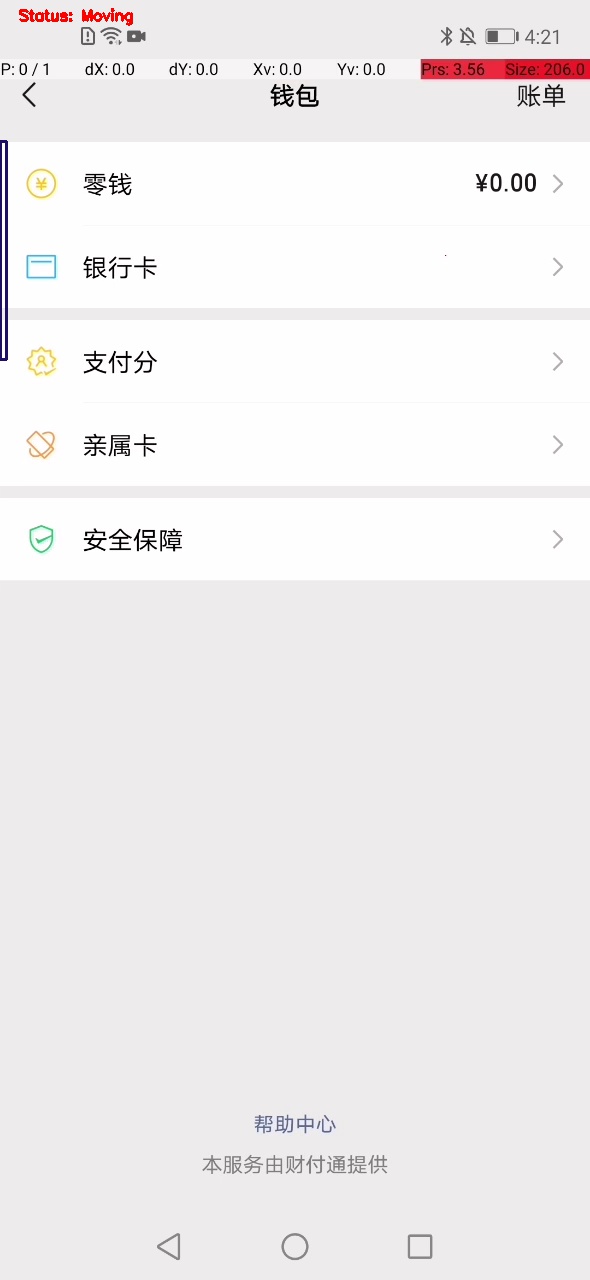 Status: Moving
4:21
P: 0 / 1 dX: 0.0 dY: 0.0 Xv: 0.0 Yv: 0.0 Prs: 3.56 Size: 206.0
钱包 账单
零钱 ¥0.00
银行卡
支付分
亲属卡
安全保障
帮助中心
本服务由财付通提供